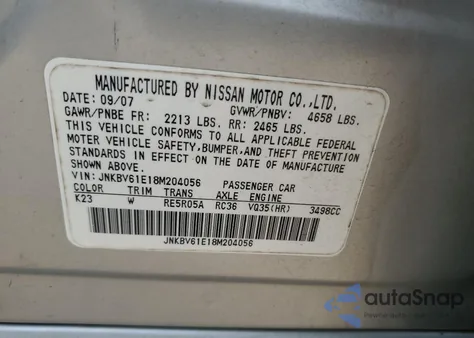 MANUFACTURED BY NISSAN MOTOR CO.,LTD.
DATE: 09/07 GVWR/PNBV: 4658 LBS.
GAWR/PNBE FR: 2213 LBS. RR: 2465 LBS.
THIS VEHICLE CONFORMS TO ALL APPLICABLE FEDERAL
MOTOR VEHICLE SAFETY,BUMPER,AND THEFT PREVENTION
STANDARDS IN EFFECT ON THE DATE OF MANUFACTURE
SHOWN ABOVE.
VIN: JNKBV61E18M204056 PASSENGER CAR
COLOR TRIM TRANS AXLE ENGINE
K23 W RE5R05A RC36 VQ35(HR) 3498CC
JNKBV61E18M204056
autoSnap